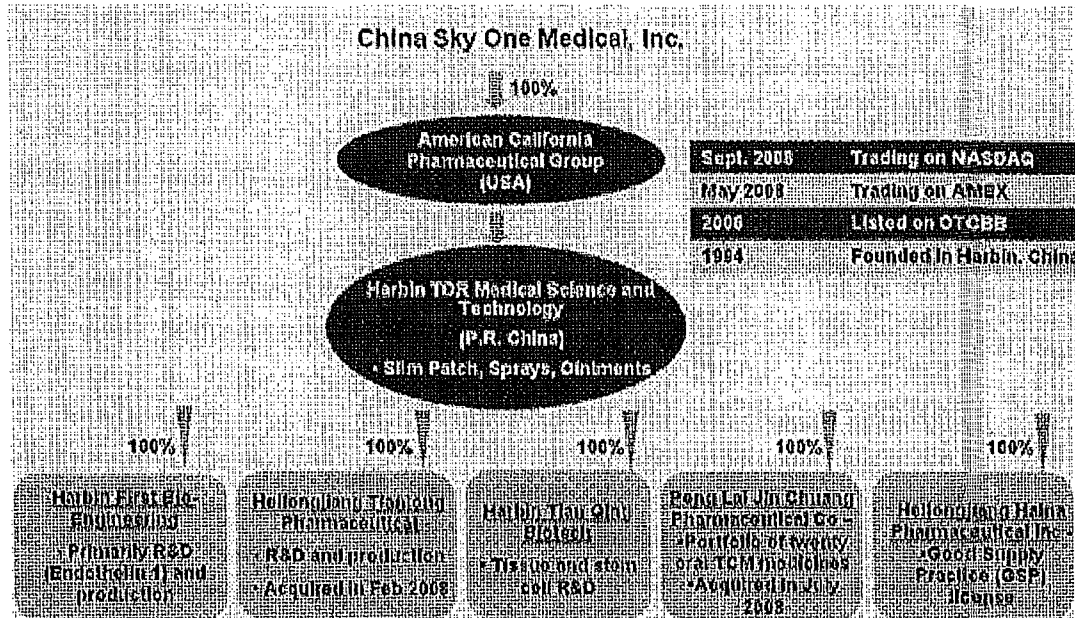 China Sky One Medical, Inc.
100%
American California
Pharmaceutical Group
(USA)
Sept. 2008 Trading on NASDAQ
May 2008 Trading on AMEX
2006 Listed on OTCBB
1994 Founded in Harbin, China
Harbin TDR Medical Science and
Technology
(P.R. China)
• Slim Patch, Sprays, Ointments
100% 100% 100% 100% 100%
Harbin First Bio-
Engineering
• Primarily R&D
(Endothelin-1) and
production
Heilongjiang Tianlong
Pharmaceutical
• R&D and production
• Acquired in Feb 2008
Harbin Tian Qing
Biotech
• Tissue and stem
cell R&D
Peng Lai Jin Chuang
Pharmaceutical Co –
• Portfolio of twenty
oral TCM medicines
• Acquired in July
2008
Heilongjiang Haina
Pharmaceutical Inc -
• Good Supply
Practice (GSP)
license